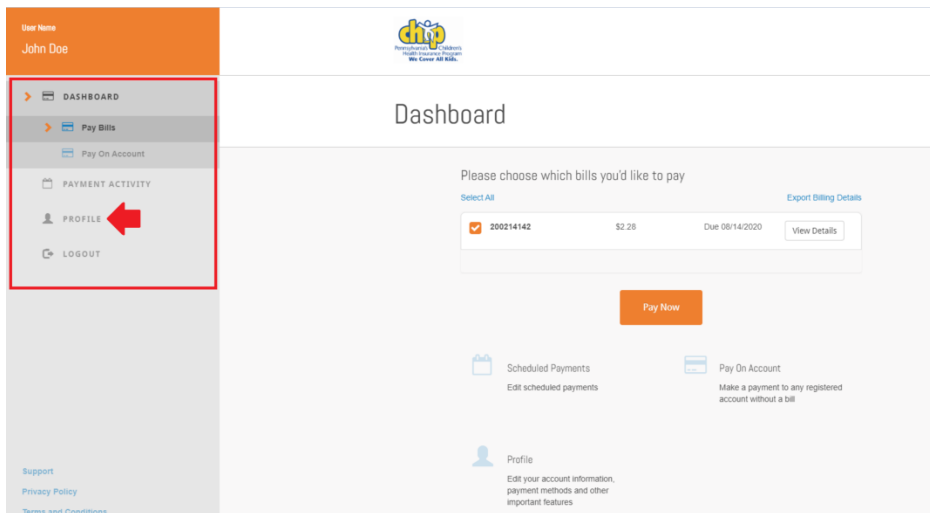 User Name
John Doe
DASHBOARD
Pay Bills
Pay On Account
PAYMENT ACTIVITY
PROFILE
LOGOUT
Support
Privacy Policy
Terms and Conditions
chip
Pennsylvania's Children's
Health Insurance Program
We Cover All Kids.
Dashboard
Please choose which bills you'd like to pay
Select All
Export Billing Details
200214142 $2.28 Due 08/14/2020 View Details
Pay Now
Scheduled Payments
Edit scheduled payments
Pay On Account
Make a payment to any registered
account without a bill
Profile
Edit your account information,
payment methods and other
important features